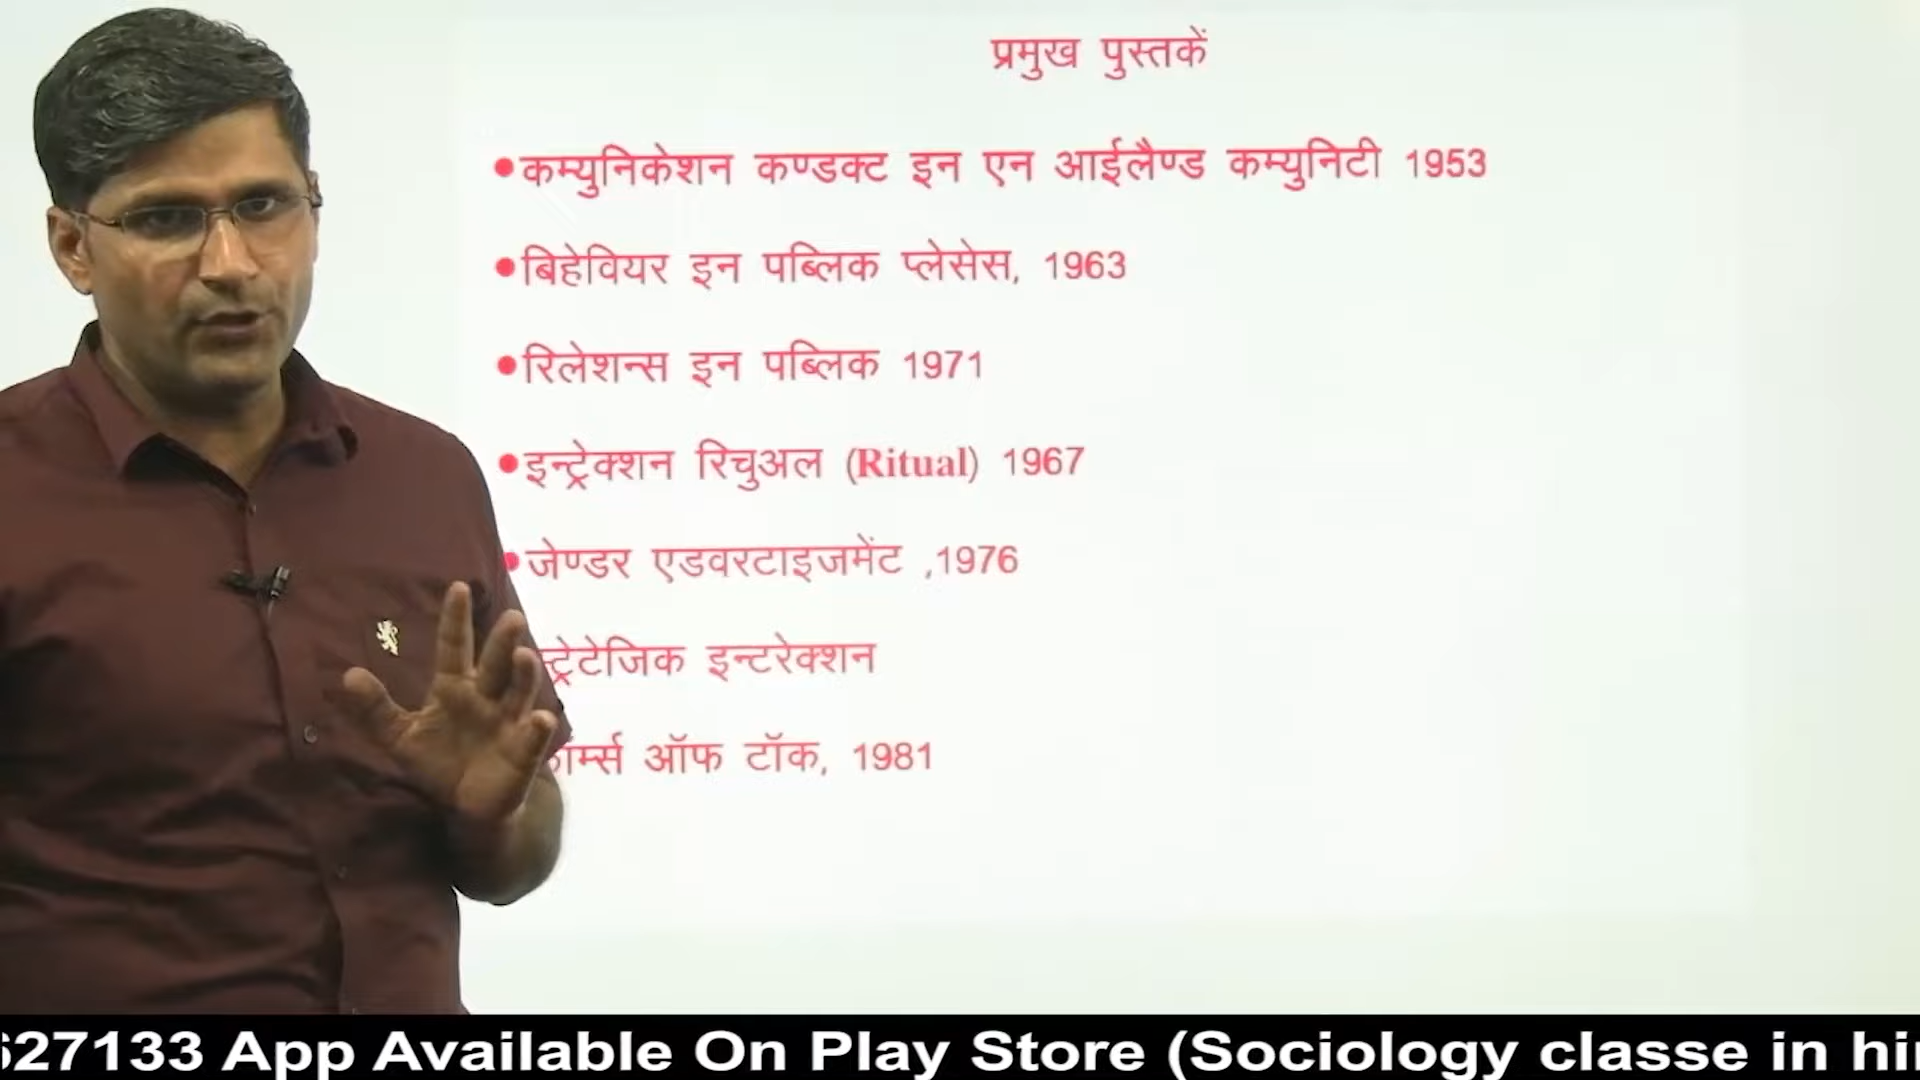 प्रमुख पुस्तकें
•कम्युनिकेशन कण्डक्ट इन एन आईलैण्ड कम्युनिटी 1953
•बिहेवियर इन पब्लिक प्लेसेस, 1963
•रिलेशन्स इन पब्लिक 1971
•इन्ट्रेक्शन रिचुअल (Ritual) 1967
•जेण्डर एडवरटाइजमेंट ,1976
इन्टरेक्शन
ऑफ टॉक, 1981
627133 App Available On Play Store (Sociology classe in